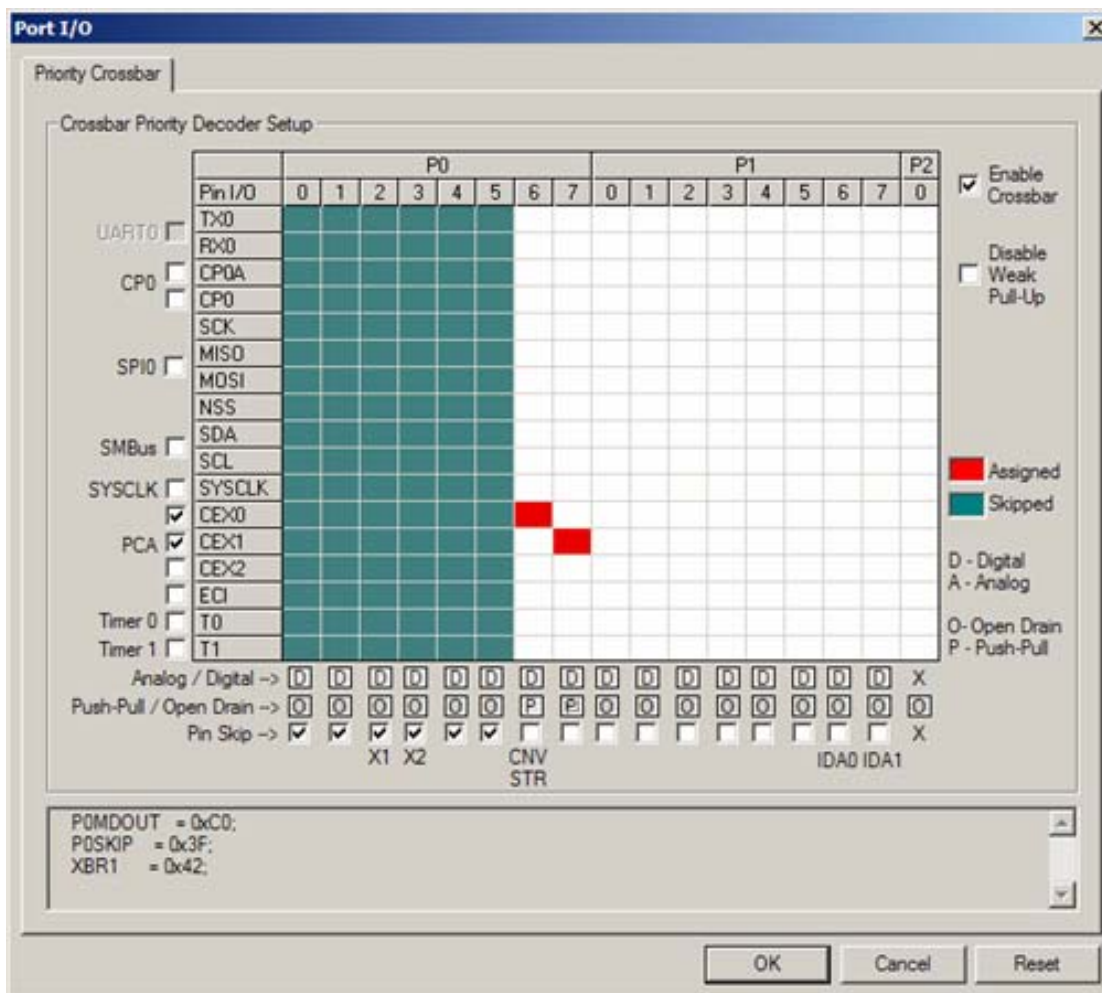 Port I/O
Priority Crossbar
Crossbar Priority Decoder Setup
P0 P1 P2
Pin I/O 0 1 2 3 4 5 6 7 0 1 2 3 4 5 6 7 0
Enable
Crossbar
TX0
UART0
RX0
CP0A
CP0
CP0
Disable
Weak
Pull-Up
SCK
SPI0
MISO
MOSI
NSS
SDA
SMBus
SCL
SYSCLK SYSCLK
Assigned
Skipped
CEX0
PCA CEX1
CEX2
ECI
D - Digital
A - Analog
Timer 0 T0
Timer 1 T1
O- Open Drain
P - Push-Pull
Analog / Digital --> D D D D D D D D D D D D D D D D X
Push-Pull / Open Drain --> O O O O O O P P O O O O O O O O O
Pin Skip --> X
X1 X2 CNV IDA0 IDA1
STR
P0MDOUT = 0xC0;
P0SKIP = 0x3F;
XBR1 = 0x42;
OK Cancel Reset